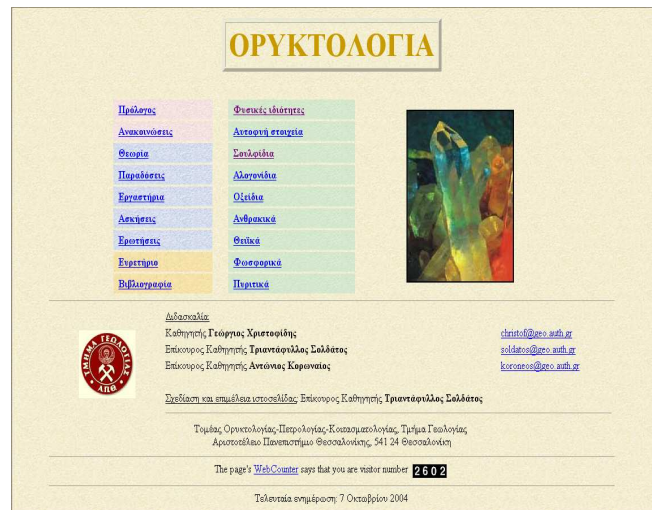 ΟΡΥΚΤΟΛΟΓΙΑ
Πρόλογος
Ανακοινώσεις
Θεωρία
Παραδόσεις
Εργαστήρια
Ασκήσεις
Ερωτήσεις
Ευρετήριο
Βιβλιογραφία
Φυσικές ιδιότητες
Αυτοφυή στοιχεία
Σουλφίδια
Αλογονίδια
Οξείδια
Ανθρακικά
Θειϊκά
Φωσφορικά
Πυριτικά
ΤΜΗΜΑ ΓΕΩΛΟΓΙΑΣ
ΑΠΘ
Διδασκαλία:
Καθηγητής Γεώργιος Χριστοφίδης christof@geo.auth.gr
Επίκουρος Καθηγητής Τριαντάφυλλος Σολδάτος soldatos@geo.auth.gr
Επίκουρος Καθηγητής Αντώνιος Κορωναίος koroneos@geo.auth.gr
Σχεδίαση και επιμέλεια ιστοσελίδας: Επίκουρος Καθηγητής Τριαντάφυλλος Σολδάτος
Τομέας Ορυκτολογίας-Πετρολογίας-Κοιτασματολογίας, Τμήμα Γεωλογίας
Αριστοτέλειο Πανεπιστήμιο Θεσσαλονίκης, 541 24 Θεσσαλονίκη
The page's WebCounter says that you are visitor number 2602
Τελευταία ενημέρωση: 7 Οκτωβρίου 2004